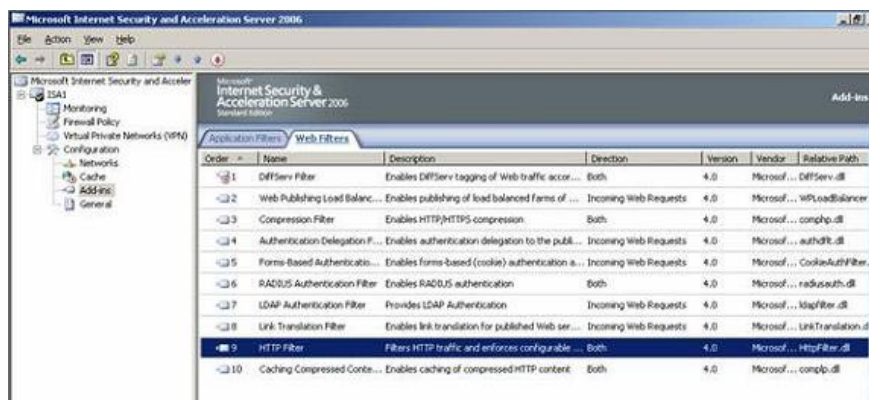 Microsoft Internet Security and Acceleration Server 2006
File Action View Help
Microsoft Internet Security and Acceler
ISA1
Monitoring
Firewall Policy
Virtual Private Networks (VPN)
Configuration
Networks
Cache
Add-ins
General
Microsoft
Internet Security &
Acceleration Server 2006
Standard Edition
Add-ins
Application Filters Web Filters
Order Name Description Direction Version Vendor Relative Path
1 DiffServ Filter Enables DiffServ tagging of Web traffic accor... Both 4.0 Microsof... DiffServ.dll
2 Web Publishing Load Balanc... Enables publishing of load balanced farms of ... Incoming Web Requests 4.0 Microsof... WPLoadBalancer
3 Compression Filter Enables HTTP/HTTPS compression Both 4.0 Microsof... comphp.dll
4 Authentication Delegation F... Enables authentication delegation to the publi... Incoming Web Requests 4.0 Microsof... authdflt.dll
5 Forms-Based Authenticatio... Enables forms-based (cookie) authentication a... Incoming Web Requests 4.0 Microsof... CookieAuthFilter.
6 RADIUS Authentication Filter Enables RADIUS authentication Both 4.0 Microsof... radiusauth.dll
7 LDAP Authentication Filter Provides LDAP Authentication Incoming Web Requests 4.0 Microsof... ldapfilter.dll
8 Link Translation Filter Enables link translation for published Web ser... Incoming Web Requests 4.0 Microsof... LinkTranslation.d
9 HTTP Filter Filters HTTP traffic and enforces configurable ... Both 4.0 Microsof... HttpFilter.dll
10 Caching Compressed Conte... Enables caching of compressed HTTP content Both 4.0 Microsof... complp.dll